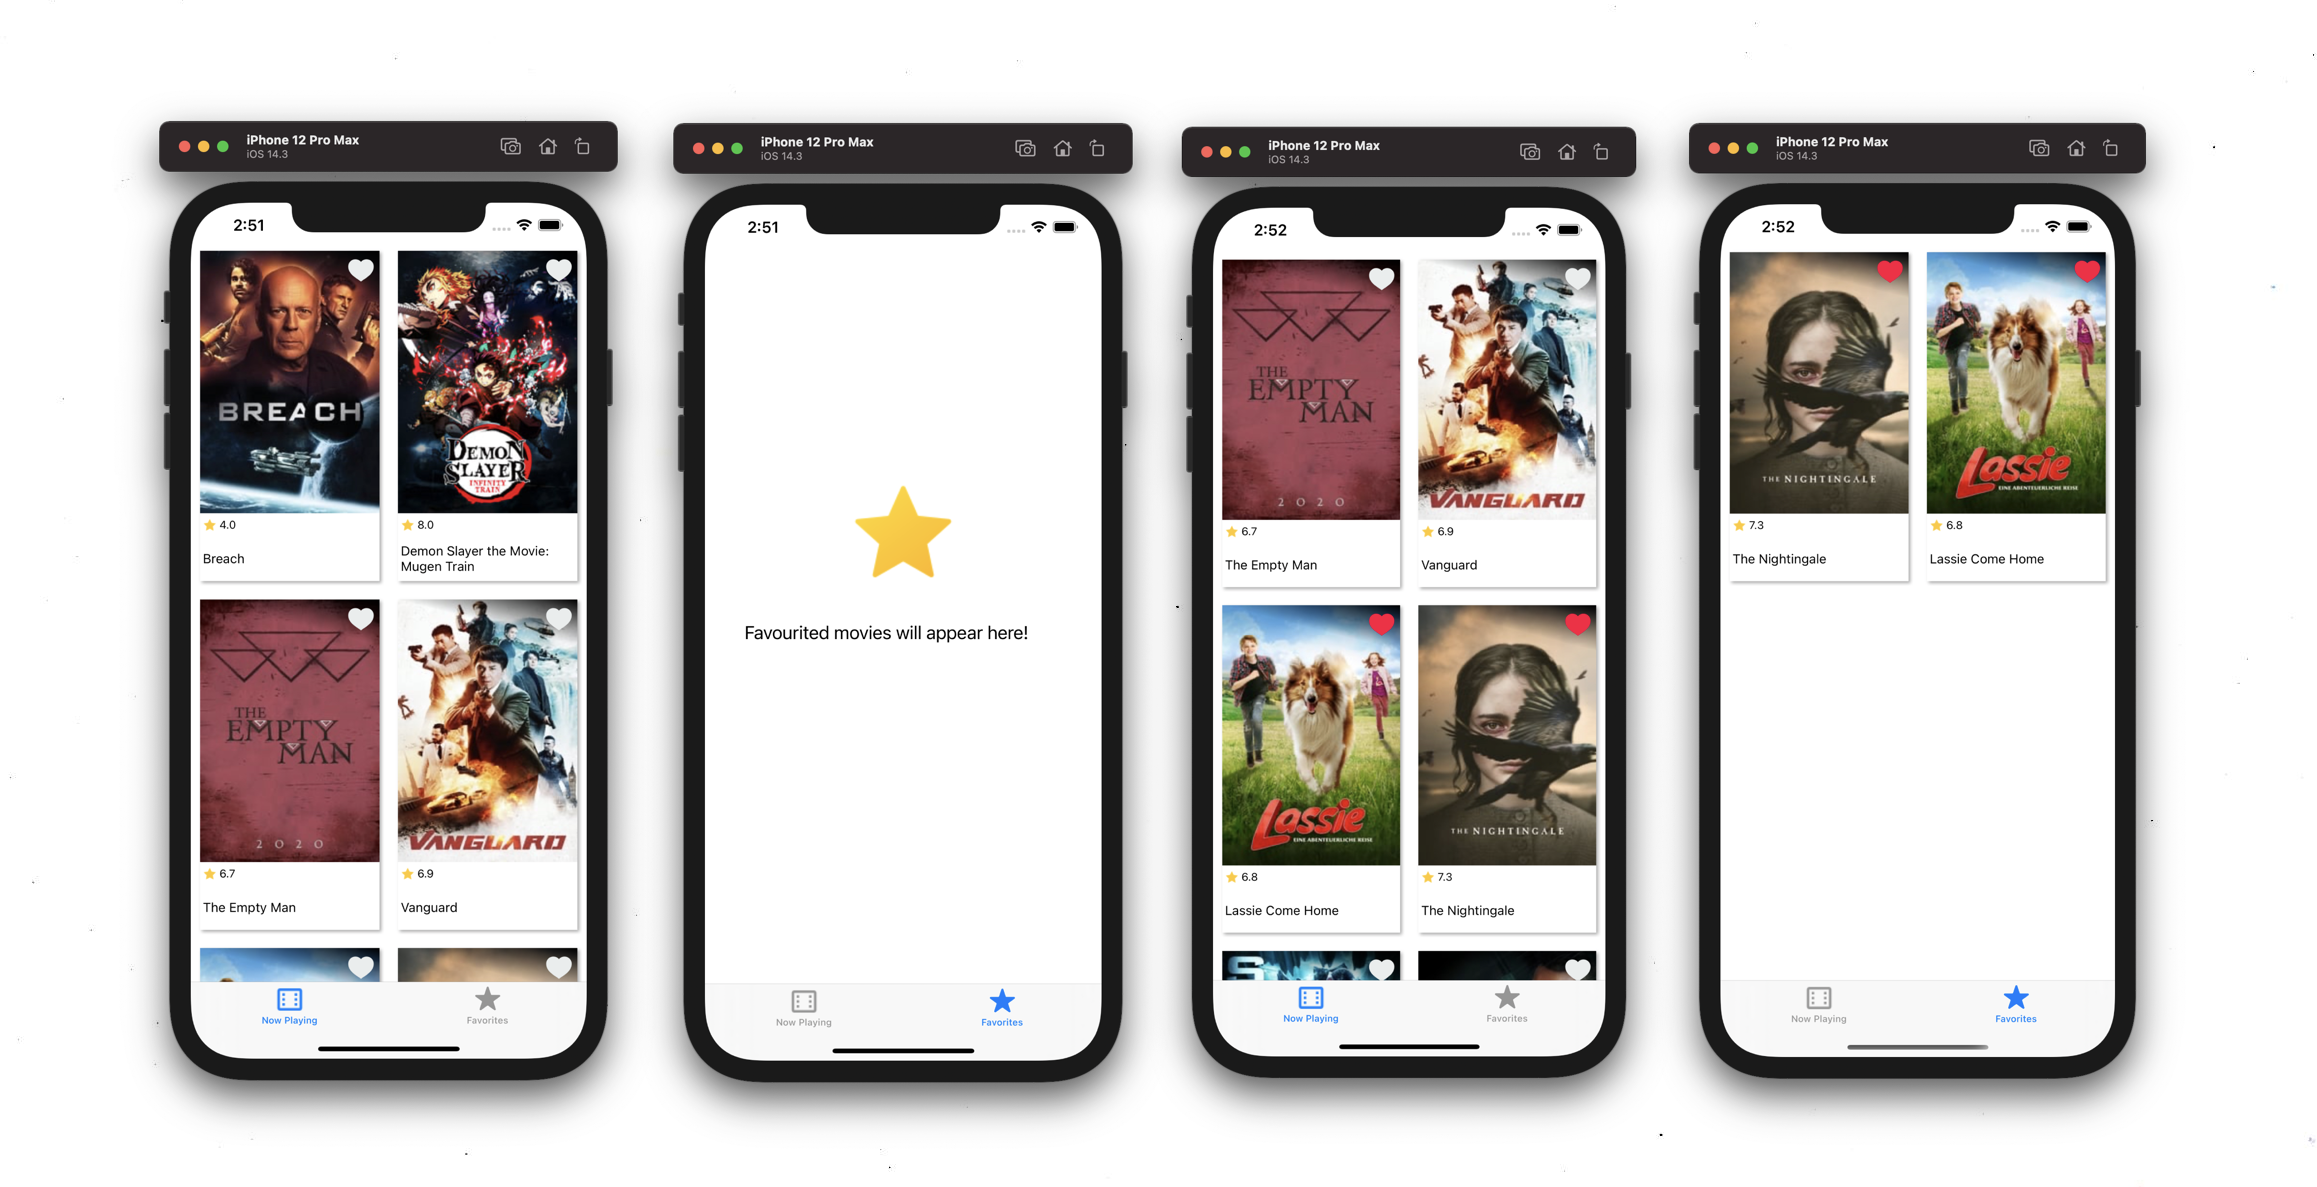 iPhone 12 Pro Max
iOS 14.3
2:51
BREACH
DEMON
SLAYER
INFINITY
TRAIN
4.0
8.0
Breach
Demon Slayer the Movie:
Mugen Train
THE
EMPTY
MAN
2020
VANGUARD
6.7
6.9
The Empty Man
Vanguard
Now Playing
Favorites
iPhone 12 Pro Max
iOS 14.3
2:51
Favourited movies will appear here!
Now Playing
Favorites
iPhone 12 Pro Max
iOS 14.3
2:52
THE
EMPTY
MAN
2020
VANGUARD
6.7
6.9
The Empty Man
Vanguard
Lassie
EINE ABENTEUERLICHE REISE
THE NIGHTINGALE
6.8
7.3
Lassie Come Home
The Nightingale
S
Now Playing
Favorites
iPhone 12 Pro Max
iOS 14.3
2:52
THE NIGHTINGALE
Lassie
EINE ABENTEUERLICHE REISE
7.3
6.8
The Nightingale
Lassie Come Home
Now Playing
Favorites